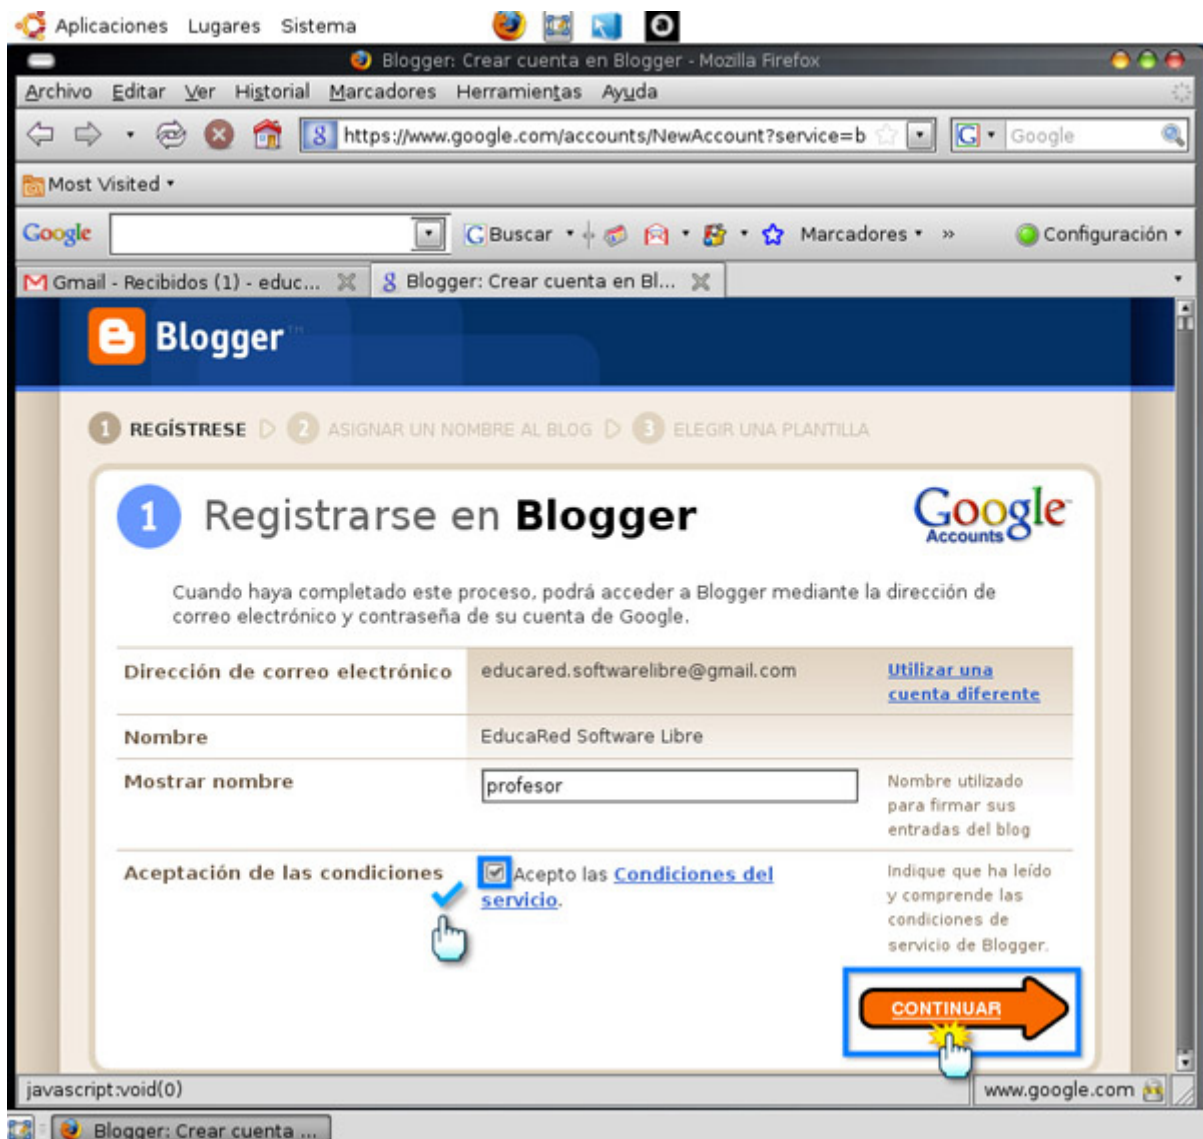 Aplicaciones Lugares Sistema
Blogger: Crear cuenta en Blogger - Mozilla Firefox
Archivo Editar Ver Historial Marcadores Herramientas Ayuda
https://www.google.com/accounts/NewAccount?service=b Google
Most Visited
Google Buscar Marcadores » Configuración
Gmail - Recibidos (1) - educ... Blogger: Crear cuenta en Bl...
Blogger™
1 REGÍSTRESE 2 ASIGNAR UN NOMBRE AL BLOG 3 ELEGIR UNA PLANTILLA
1 Registrarse en Blogger
Google
Accounts
Cuando haya completado este proceso, podrá acceder a Blogger mediante la dirección de
correo electrónico y contraseña de su cuenta de Google.
Dirección de correo electrónico educared.softwarelibre@gmail.com Utilizar una
cuenta diferente
Nombre EducaRed Software Libre
Mostrar nombre profesor Nombre utilizado
para firmar sus
entradas del blog
Aceptación de las condiciones Acepto las Condiciones del
servicio.
Indique que ha leído
y comprende las
condiciones de
servicio de Blogger.
CONTINUAR
javascript:void(0) www.google.com
Blogger: Crear cuenta ...